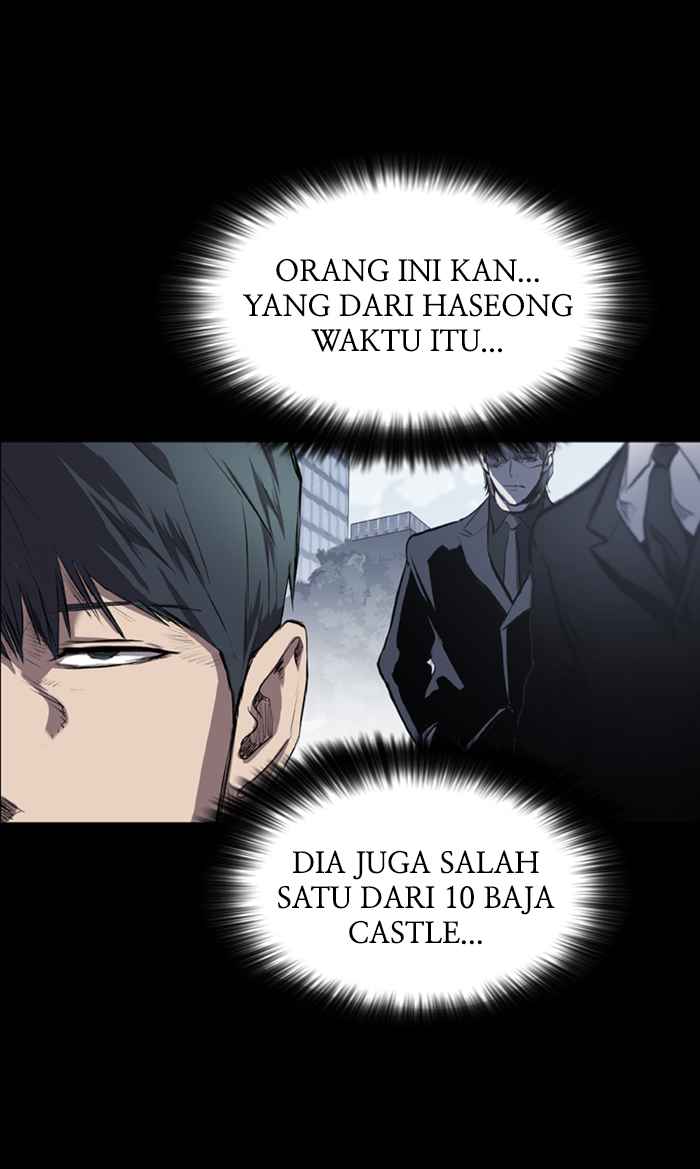 ORANG INI KAN...
YANG DARI HASEONG
WAKTU ITU...
DIA JUGA SALAH
SATU DARI 10 BAJA
CASTLE...